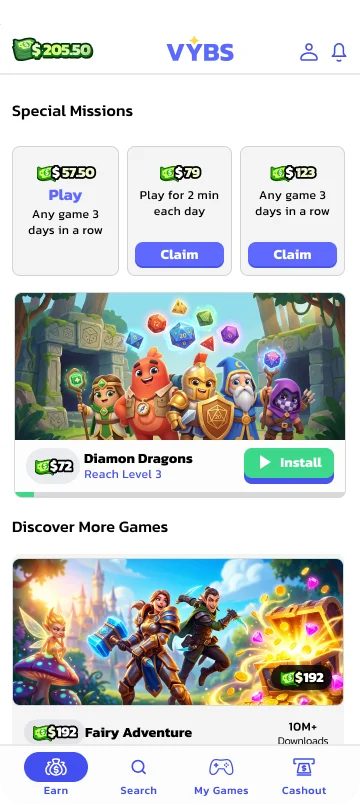 $205.50
VYBS
Special Missions
$57.50
Play
Any game 3
days in a row
$79
Play for 2 min
each day
Claim
$123
Any game 3
days in a row
Claim
$72
Diamon Dragons
Reach Level 3
Install
Discover More Games
$192
$192
Fairy Adventure
10M+
Downloads
Earn
Search
My Games
Cashout